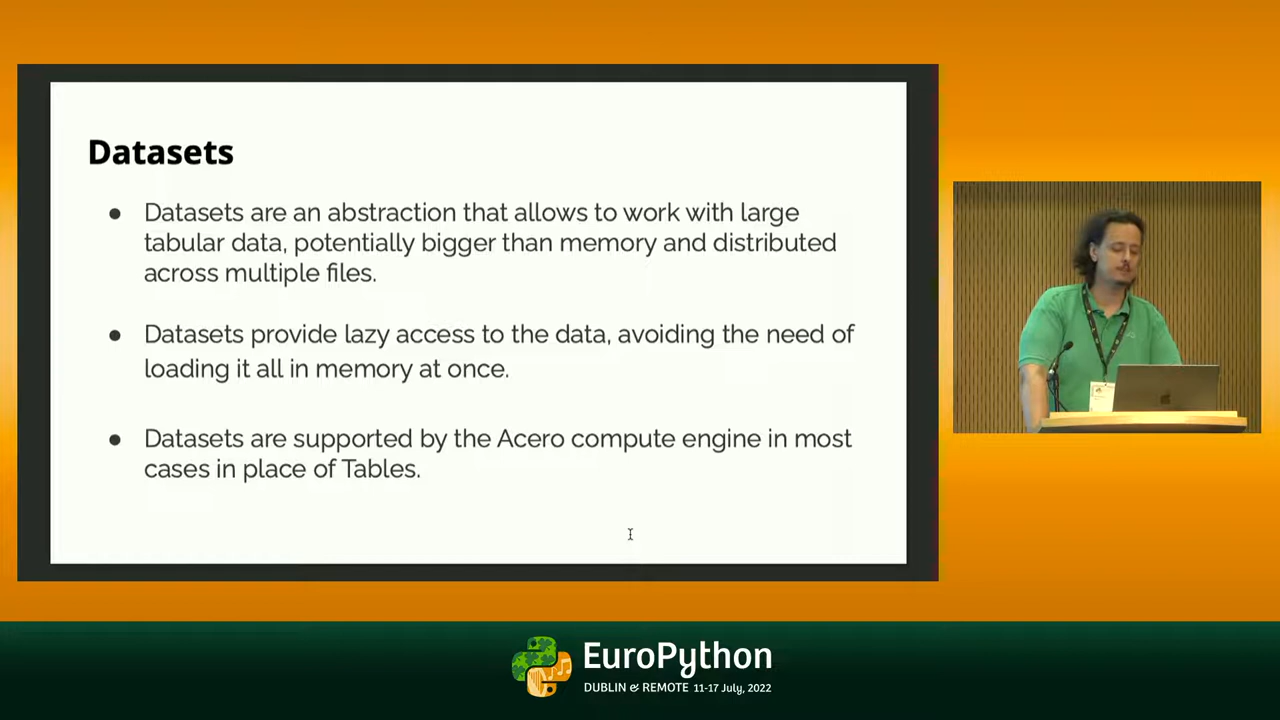 Datasets
● Datasets are an abstraction that allows to work with large
tabular data, potentially bigger than memory and distributed
across multiple files.
● Datasets provide lazy access to the data, avoiding the need of
loading it all in memory at once.
● Datasets are supported by the Acero compute engine in most
cases in place of Tables.
EuroPython
DUBLIN & REMOTE 11-17 July, 2022